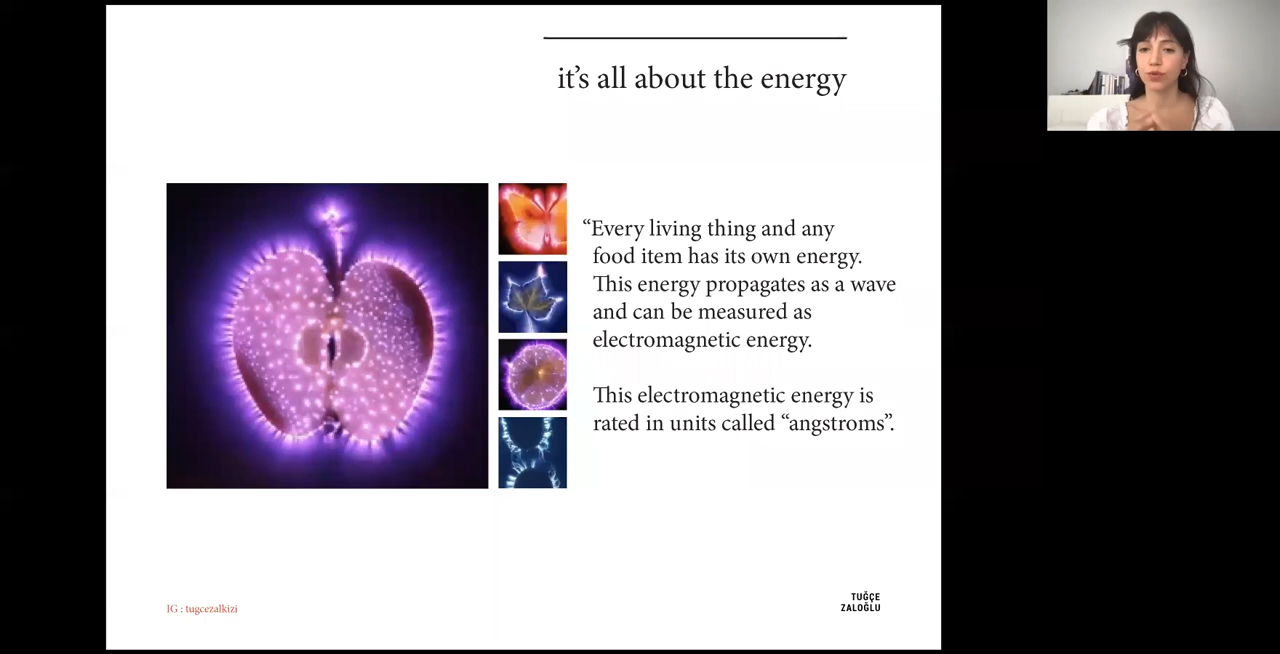 it’s all about the energy
“Every living thing and any
food item has its own energy.
This energy propagates as a wave
and can be measured as
electromagnetic energy.
This electromagnetic energy is
rated in units called “angstroms”.
IG : tugcezalkizi
TUĞÇE
ZALOĞLU